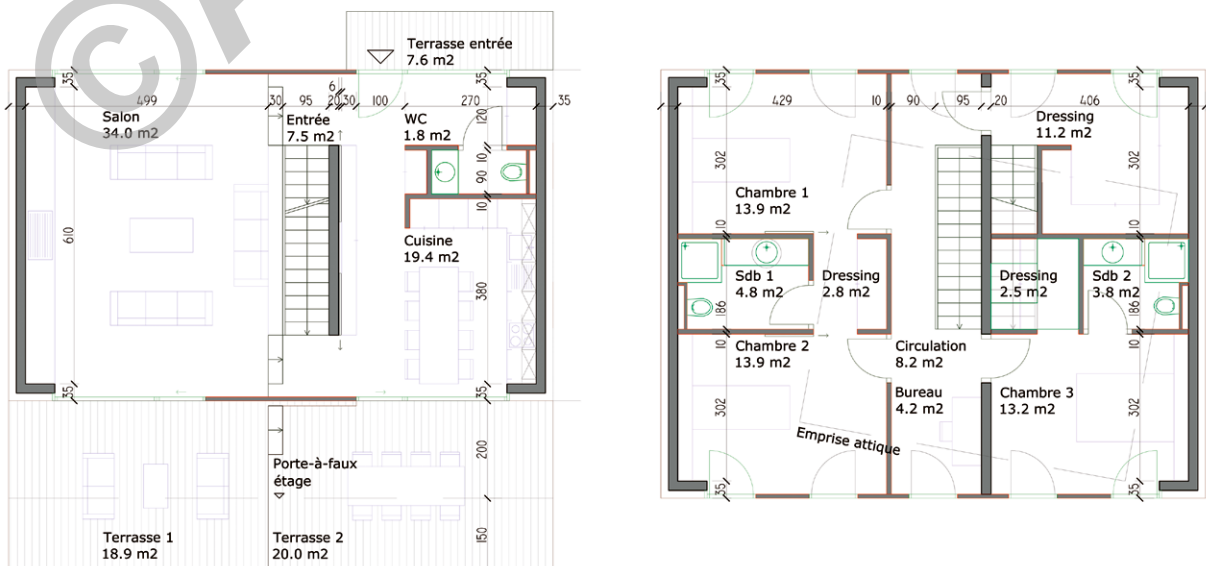 ©
Terrasse entrée
7.6 m2
35
499
30
95
6
20
30
100
270
35
35
Salon
34.0 m2
Entrée
7.5 m2
WC
1.8 m2
120
10
90
10
610
Cuisine
19.4 m2
380
35
35
200
Porte-à-faux
étage
150
Terrasse 1
18.9 m2
Terrasse 2
20.0 m2
35
429
10
90
95
20
406
35
Dressing
11.2 m2
302
302
Chambre 1
13.9 m2
10
10
Sdb 1
4.8 m2
Dressing
2.8 m2
Dressing
2.5 m2
Sdb 2
3.8 m2
186
186
10
10
Chambre 2
13.9 m2
Circulation
8.2 m2
Bureau
4.2 m2
Chambre 3
13.2 m2
302
302
Emprise attique
35
35